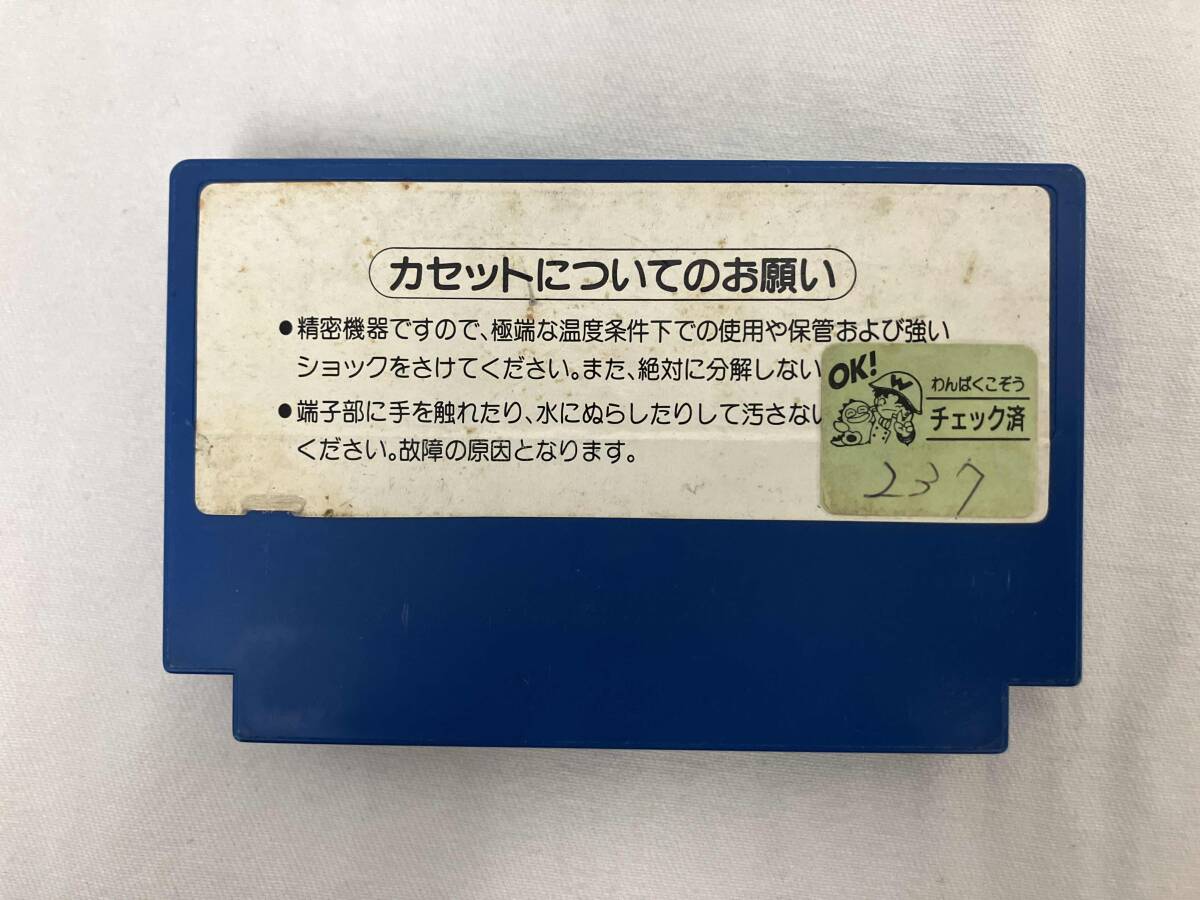 カセットについてのお願い
●精密機器ですので、極端な温度条件下での使用や保管および強い
ショックをさけてください。また、絶対に分解しない
●端子部に手を触れたり、水にぬらしたりして汚さない
ください。故障の原因となります。
OK!
W
わんぱくこぞう
チェック済
237